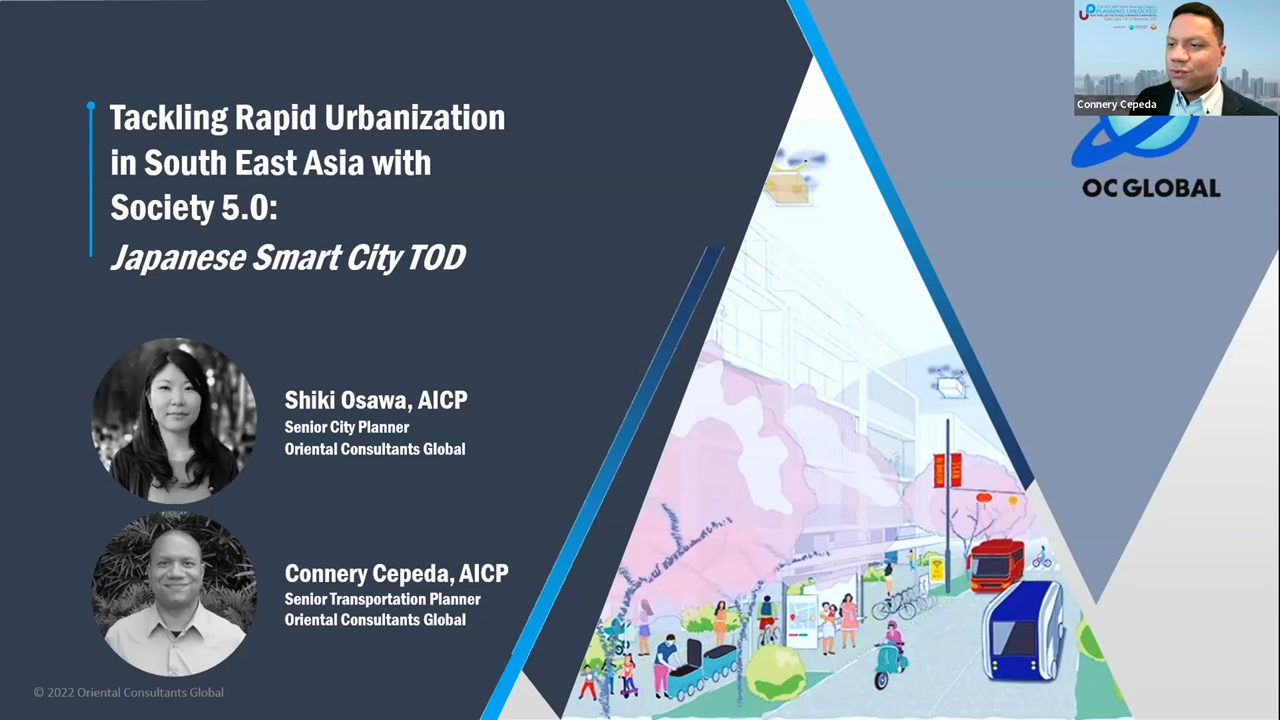 Tackling Rapid Urbanization
in South East Asia with
Society 5.0:
Japanese Smart City TOD
Shiki Osawa, AICP
Senior City Planner
Oriental Consultants Global
Connery Cepeda, AICP
Senior Transportation Planner
Oriental Consultants Global
© 2022 Oriental Consultants Global
PLANNING UNLOCKED
Connery Cepeda
OC GLOBAL